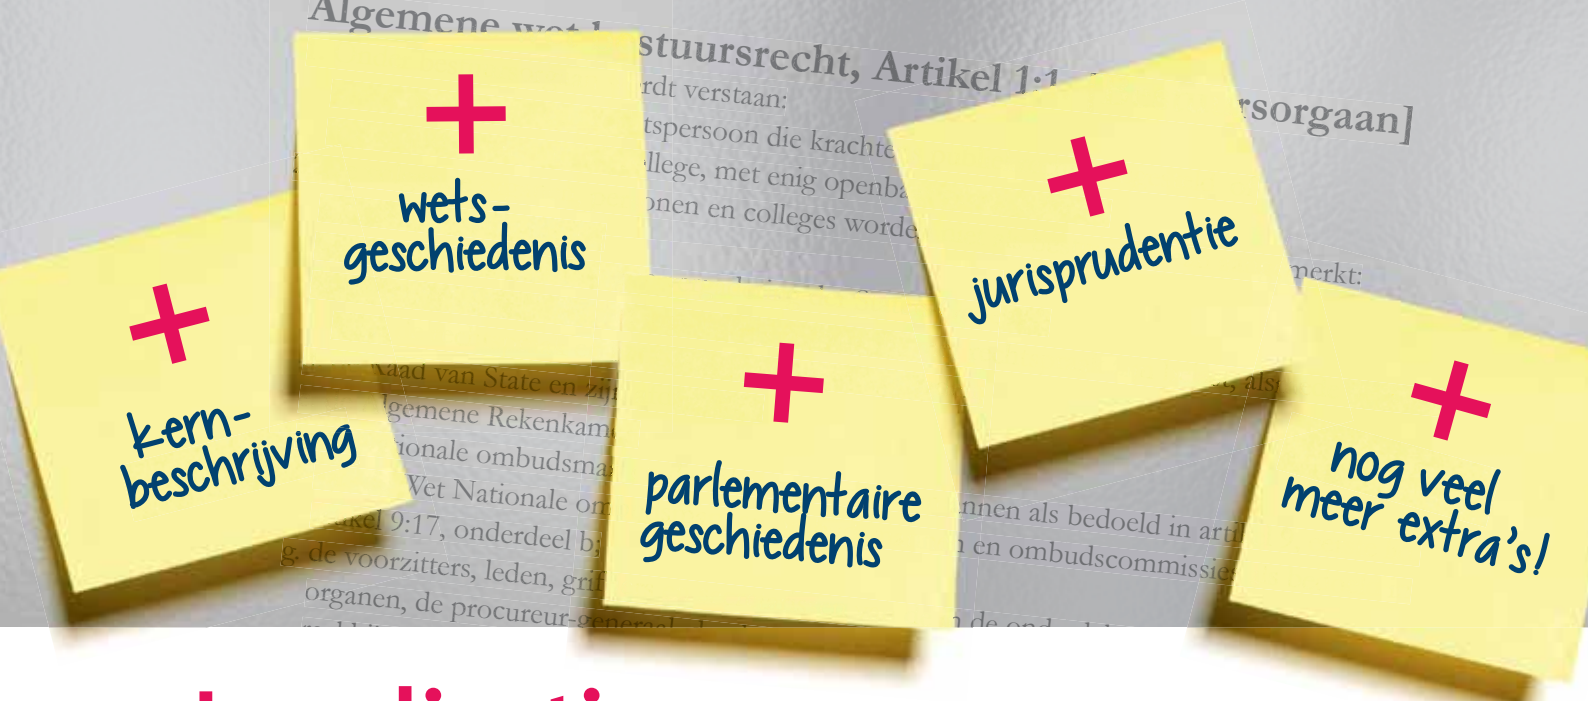 Algemene wet bestuursrecht, Artikel 1:1
rsorgaan]
rdt verstaan:
tspersoon die krachte
llege, met enig openba
onen en colleges worde
merkt:
+
wets-
geschiedenis
+
jurisprudentie
+
kern-
beschrijving
+
parlementaire
geschiedenis
+
nog veel
meer extra's!
Raad van State en zijn
lgemene Rekenkam
ionale ombudsma
Wet Nationale om
kel 9:17, onderdeel b;
nnen als bedoeld in arti
g. de voorzitters, leden, grif
n en ombudscommissie
organen, de procureur-generaal